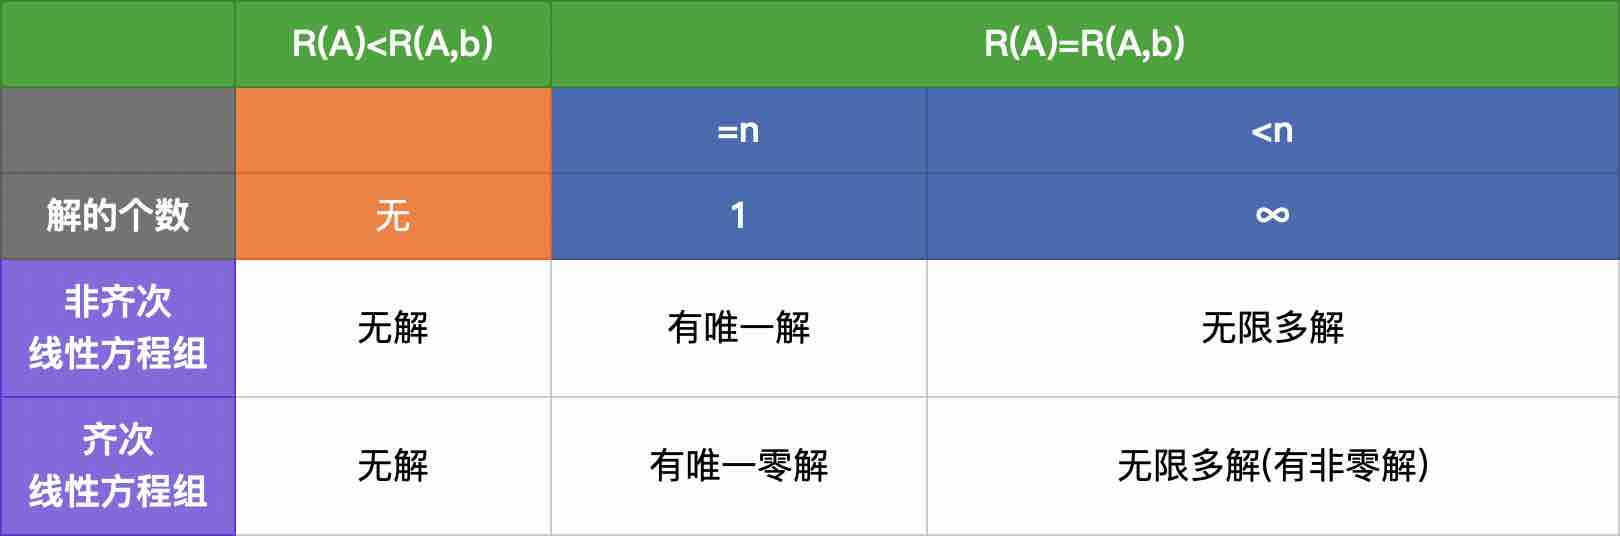 R(A)<R(A,b)
R(A)=R(A,b)
=n
<n
解的个数
无
1
∞
非齐次
线性方程组
无解
有唯一解
无限多解
齐次
线性方程组
无解
有唯一零解
无限多解(有非零解)